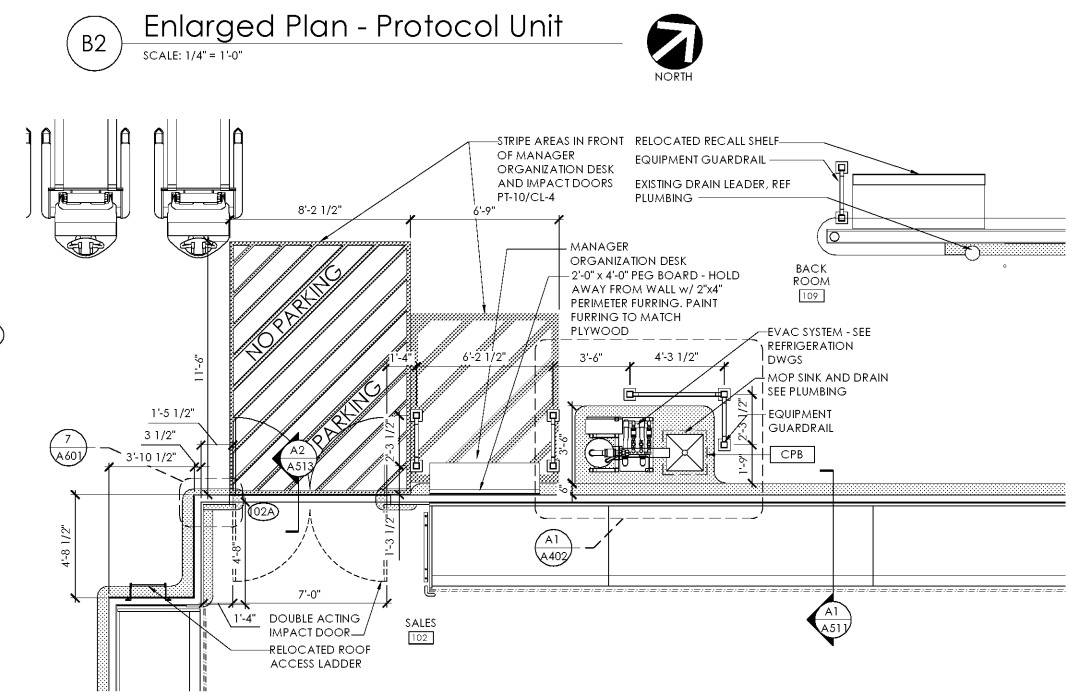 B2
Enlarged Plan - Protocol Unit
SCALE: 1/4" = 1'-0"
NORTH
STRIPE AREAS IN FRONT
OF MANAGER
ORGANIZATION DESK
AND IMPACT DOORS
PT-10/CL-4
RELOCATED RECALL SHELF
EQUIPMENT GUARDRAIL
EXISTING DRAIN LEADER, REF
PLUMBING
8'-2 1/2"
6'-9"
MANAGER
ORGANIZATION DESK
2'-0" x 4'-0" PEG BOARD - HOLD
AWAY FROM WALL w/ 2"x4"
PERIMETER FURRING. PAINT
FURRING TO MATCH
PLYWOOD
BACK
ROOM
109
NO PARKING
PARKING
EVAC SYSTEM - SEE
REFRIGERATION
DWGS
MOP SINK AND DRAIN
SEE PLUMBING
EQUIPMENT
GUARDRAIL
CPB
1'-4"
6'-2 1/2"
3'-6"
4'-3 1/2"
11'-6"
1'-5 1/2"
3 1/2"
3'-10 1/2"
7
A601
A2
A513
2'-3 1/2"
3'-6"
6"
2'-3 1/2"
1'-9"
102A
4'-8 1/2"
4'-8"
1'-3 1/2"
A1
A402
7'-0"
1'-4"
DOUBLE ACTING
IMPACT DOOR
RELOCATED ROOF
ACCESS LADDER
SALES
102
A1
A511